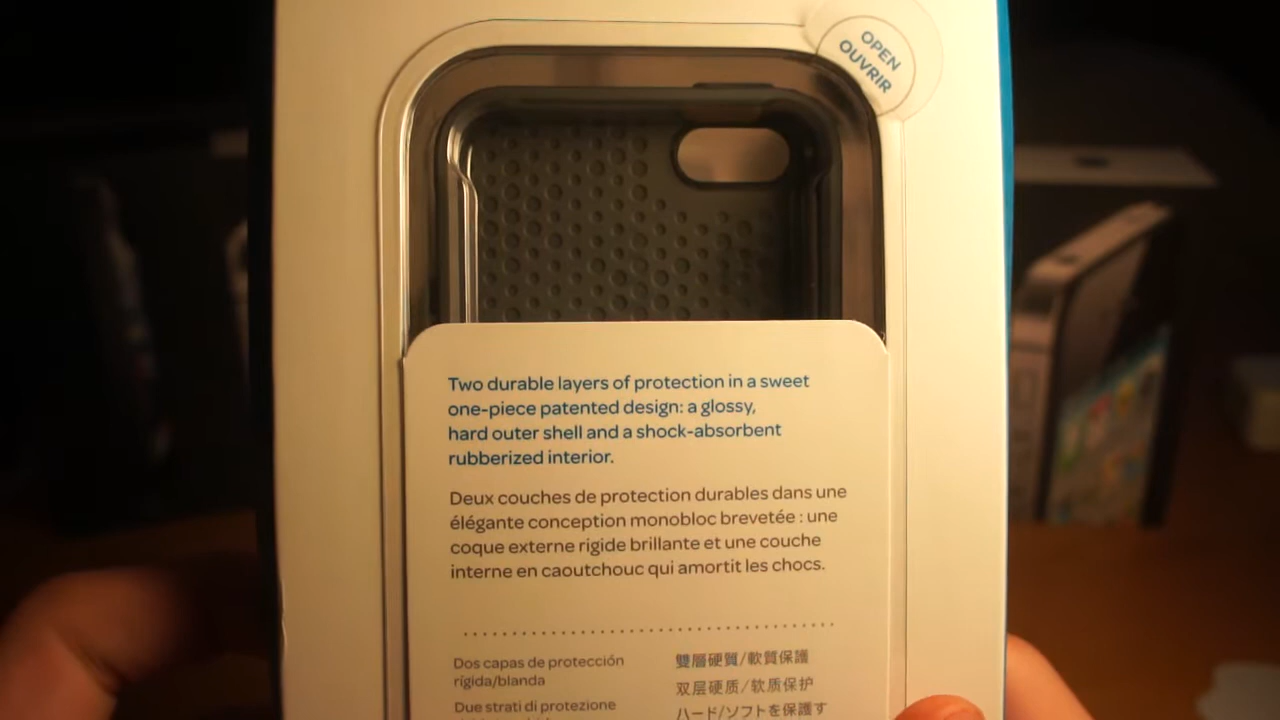 OPEN
OUVRIR
Two durable layers of protection in a sweet
one-piece patented design: a glossy,
hard outer shell and a shock-absorbent
rubberized interior.
Deux couches de protection durables dans une
élégante conception monobloc brevetée : une
coque externe rigide brillante et une couche
interne en caoutchouc qui amortit les chocs.
Dos capas de protección
rígida/blanda
Due strati di protezione
雙層硬質/軟質保護
双层硬质/软质保护
ハード/ソフトを保護す